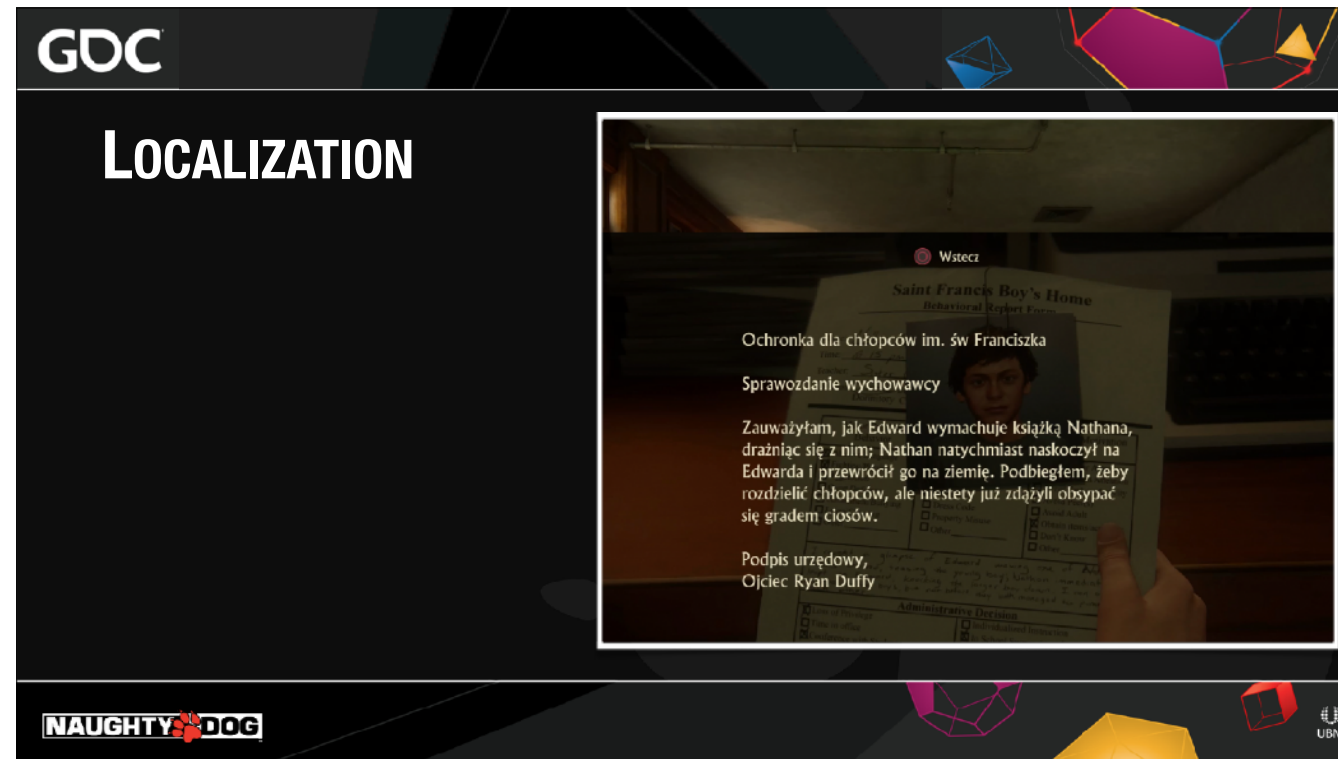 GDC
LOCALIZATION
Wstecz
Saint Francis Boy's Home
Behavioral Report Form
Ochronka dla chłopców im. św Franciszka
Sprawozdanie wychowawcy
Zauważyłam, jak Edward wymachuje książką Nathana,
drażniąc się z nim; Nathan natychmiast naskoczył na
Edwarda i przewrócił go na ziemię. Podbiegłem, żeby
rozdzielić chłopców, ale niestety już zdążyli obsypać
się gradem ciosów.
Podpis urzędowy,
Ojciec Ryan Duffy
Administrative Decision
NAUGHTY DOG